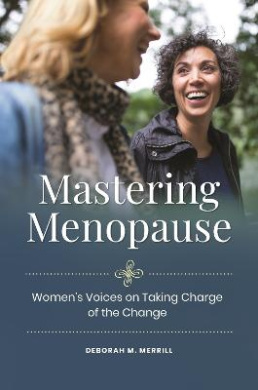 Mastering
Menopause
Women's Voices on Taking Charge
of the Change
DEBORAH M. MERRILL